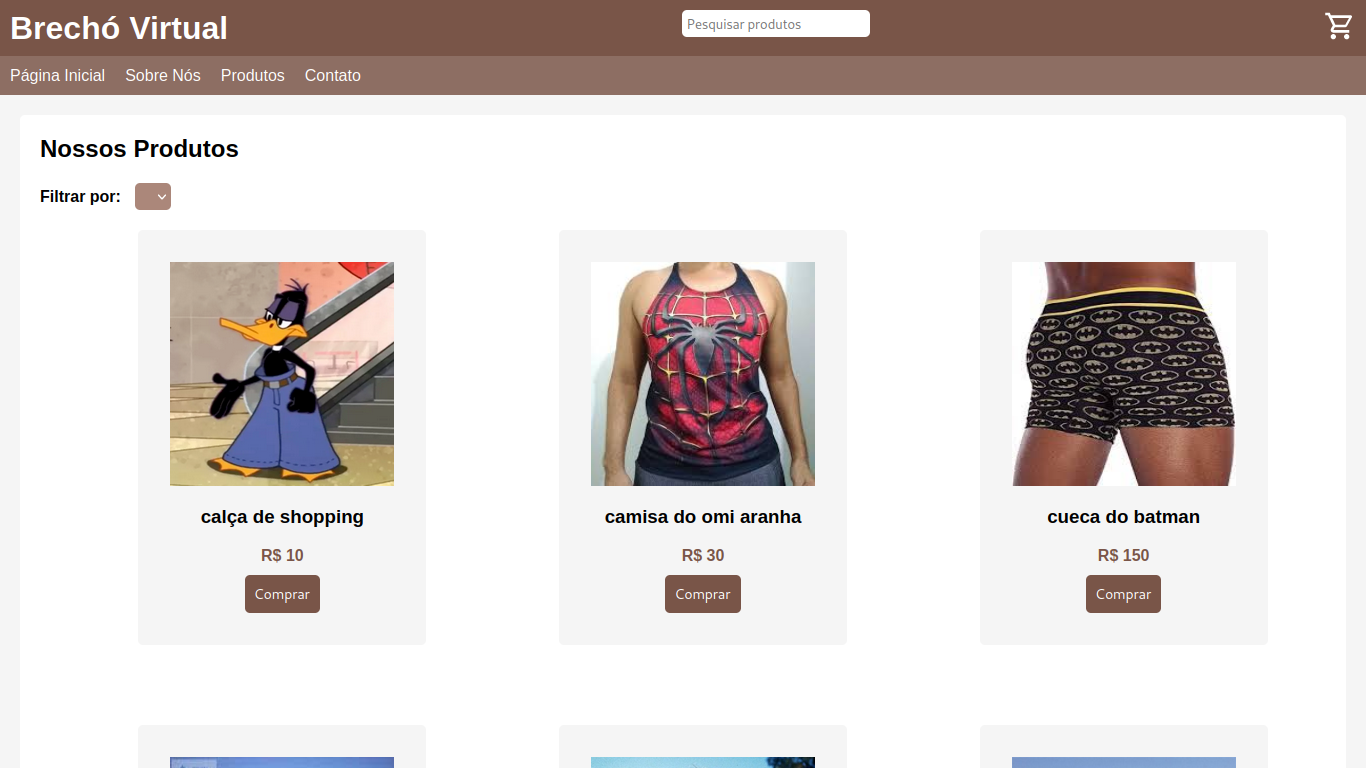 Brechó Virtual
Pesquisar produtos
Página Inicial Sobre Nós Produtos Contato
Nossos Produtos
Filtrar por:
calça de shopping
R$ 10
Comprar
camisa do omi aranha
R$ 30
Comprar
cueca do batman
R$ 150
Comprar